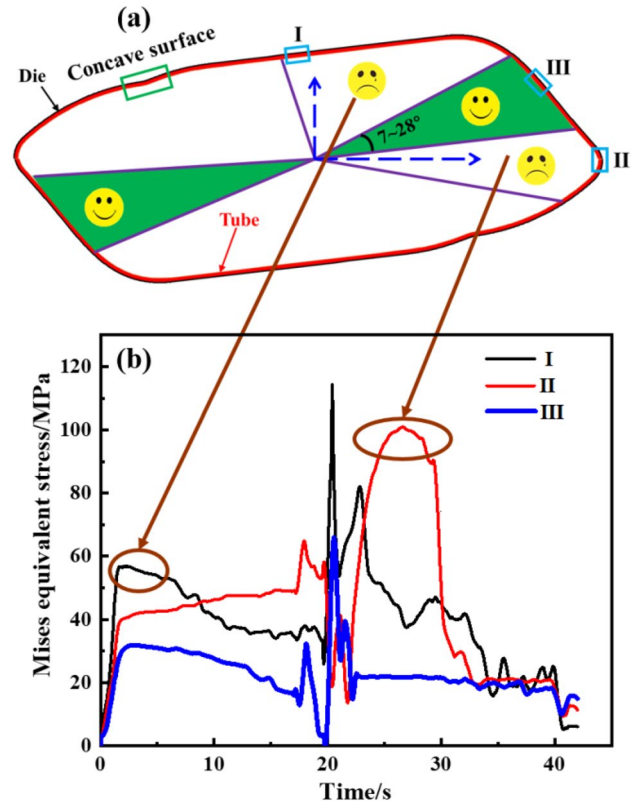 (a)
I
Concave surface
Die
III
7~28°
II
Tube
(b)
I
II
III
Mises equivalent stress/MPa
120
100
80
60
40
20
0
0 10 20 30 40
Time/s